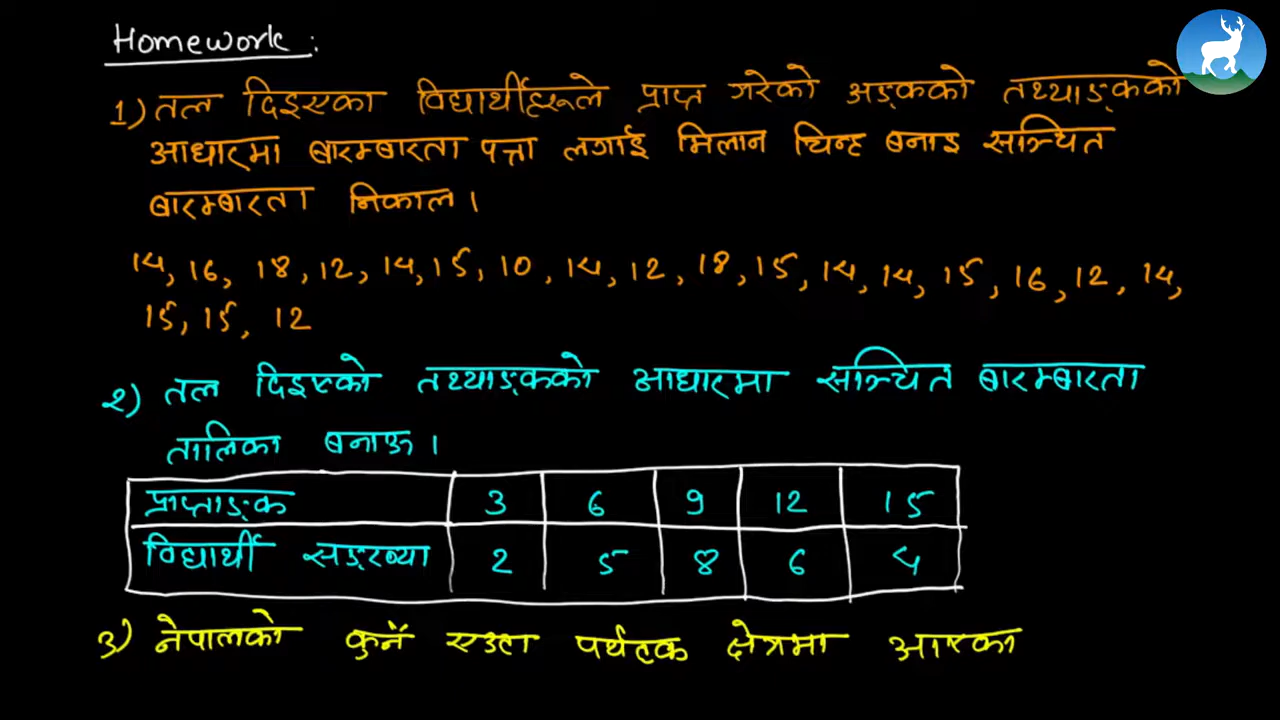 Homework:
1) तल दिइएका विद्यार्थीहरूले प्राप्त गरेको अङ्कको तथ्याङ्कको
आधारमा बारम्बारता पत्ता लगाई मिलान चिन्ह बनाइ सञ्चित
बारम्बारता निकाल।
14, 16, 18, 12, 14, 15, 10, 14, 12, 18, 15, 14, 14, 15, 16, 12, 14,
15, 15, 12
२) तल दिइएको तथ्याङ्कको आधारमा सञ्चित बारम्बारता
तालिका बनाऊ।
प्राप्ताङ्क 3 6 9 12 15
विद्यार्थी सङ्ख्या 2 5 8 6 4
३) नेपालको कुनै एउटा पर्यटक क्षेत्रमा आएका